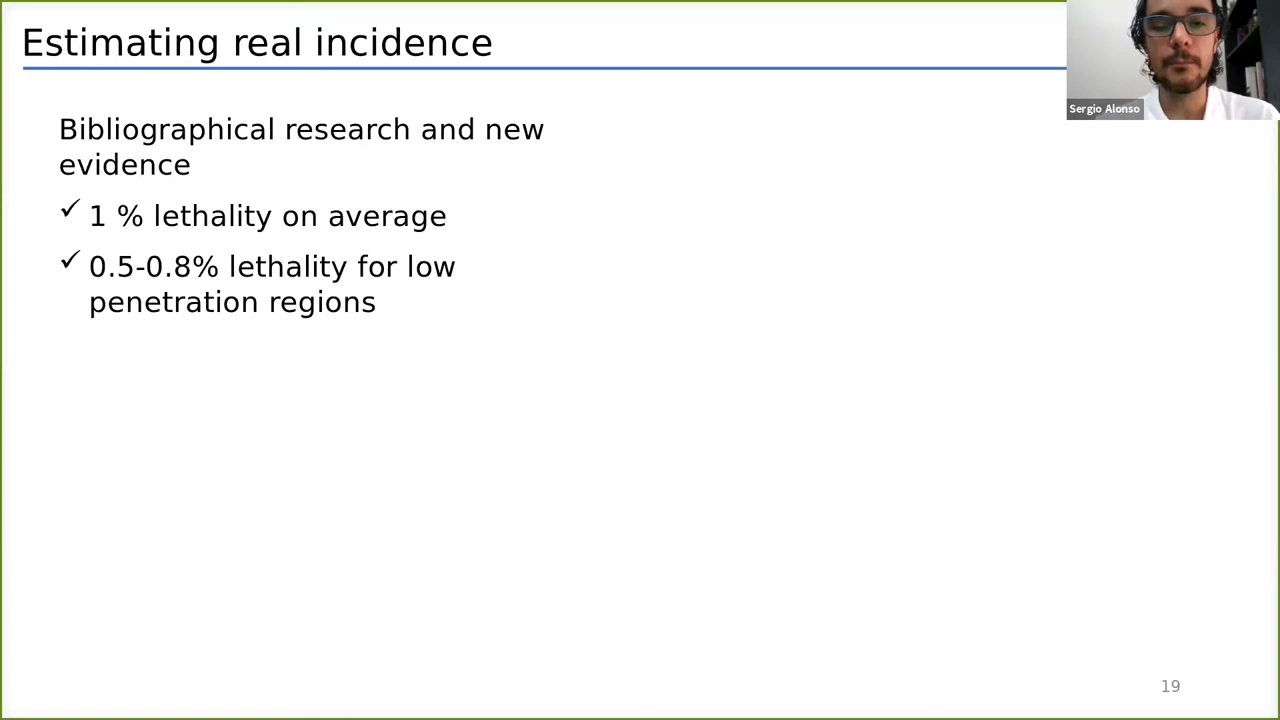 Estimating real incidence
Sergio Alonso
Bibliographical research and new
evidence
✓ 1 % lethality on average
✓ 0.5-0.8% lethality for low
penetration regions
19